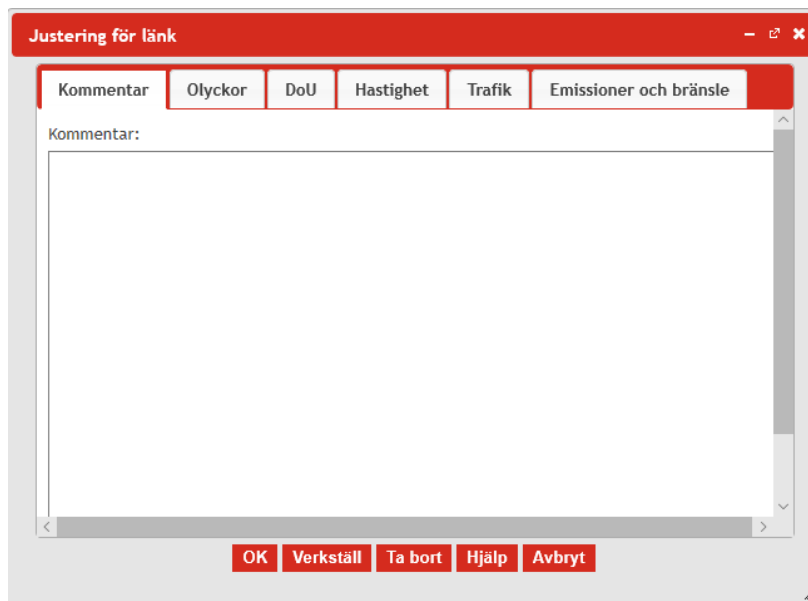 Justering för länk
Kommentar Olyckor DoU Hastighet Trafik Emissioner och bränsle
Kommentar:
OK Verkställ Ta bort Hjälp Avbryt